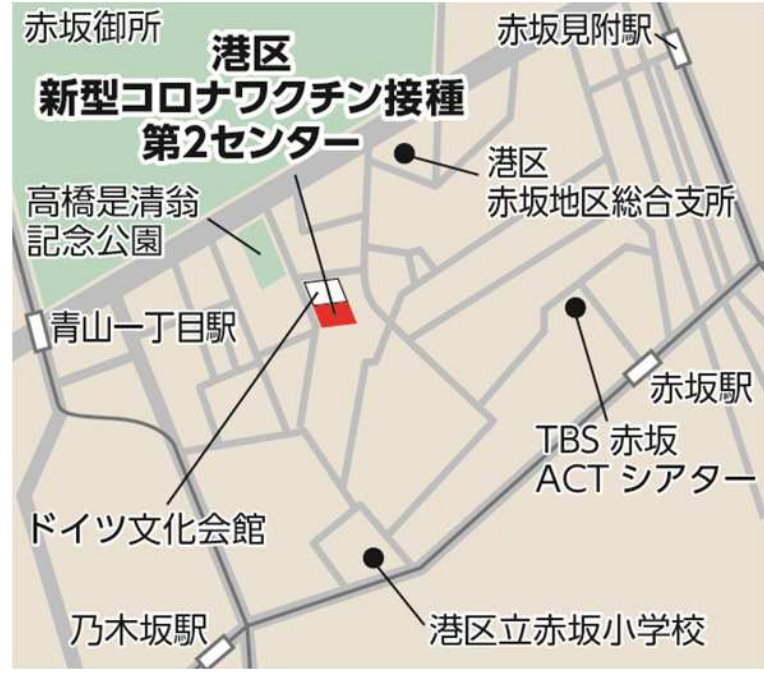 赤坂御所
港区
新型コロナワクチン接種
第2センター
赤坂見附駅
港区
赤坂地区総合支所
高橋是清翁
記念公園
青山一丁目駅
赤坂駅
TBS 赤坂
ACT シアター
ドイツ文化会館
乃木坂駅
港区立赤坂小学校